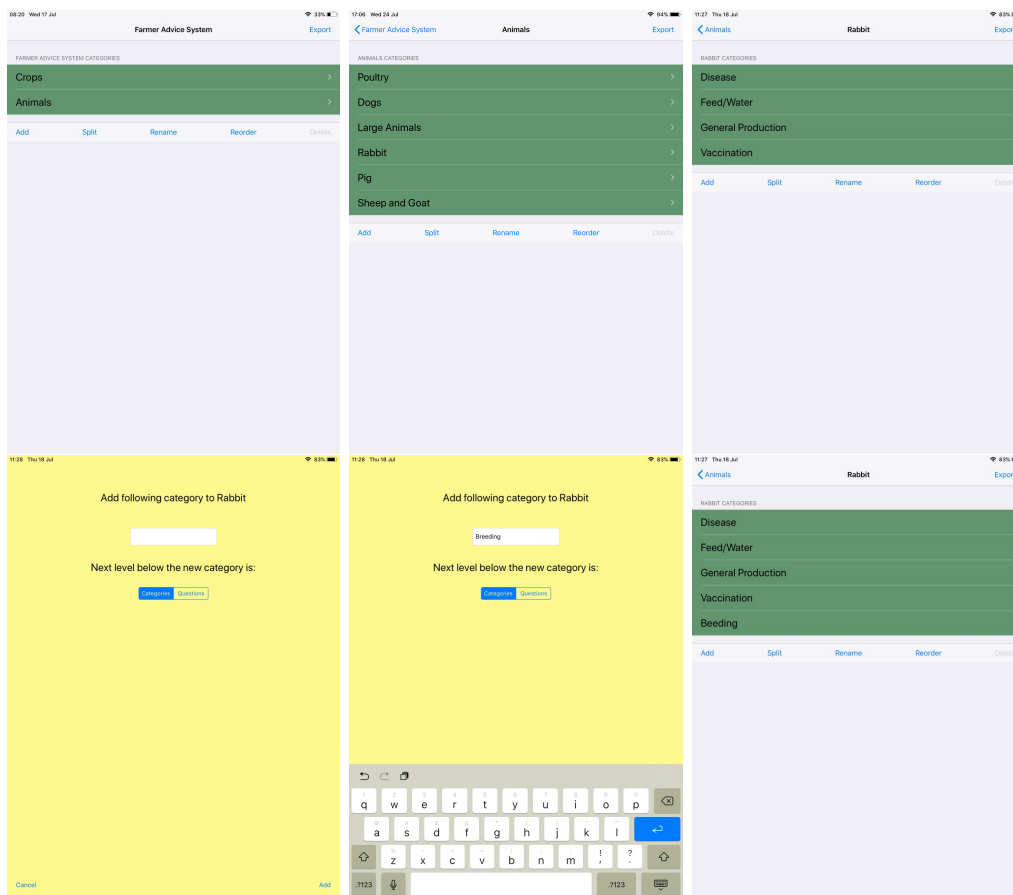 08:20 Wed 17 Jul 33%
Farmer Advice System Export
FARMER ADVICE SYSTEM CATEGORIES
Crops
Animals
Add Split Rename Reorder Delete
17:06 Wed 24 Jul 94%
Farmer Advice System Animals Export
ANIMALS CATEGORIES
Poultry
Dogs
Large Animals
Rabbit
Pig
Sheep and Goat
Add Split Rename Reorder Delete
11:27 Thu 18 Jul 83%
Animals Rabbit Expor
RABBIT CATEGORIES
Disease
Feed/Water
General Production
Vaccination
Add Split Rename Reorder Delet
11:28 Thu 18 Jul 83%
Add following category to Rabbit
Next level below the new category is:
Categories Questions
Cancel Add
11:28 Thu 18 Jul 83%
Add following category to Rabbit
Breeding
Next level below the new category is:
Categories Questions
q w e r t y u i o p
a s d f g h j k l
z x c v b n m ! , ? .
.?123 .?123
11:27 Thu 18 Jul 83%
Animals Rabbit Expor
RABBIT CATEGORIES
Disease
Feed/Water
General Production
Vaccination
Beeding
Add Split Rename Reorder Delet